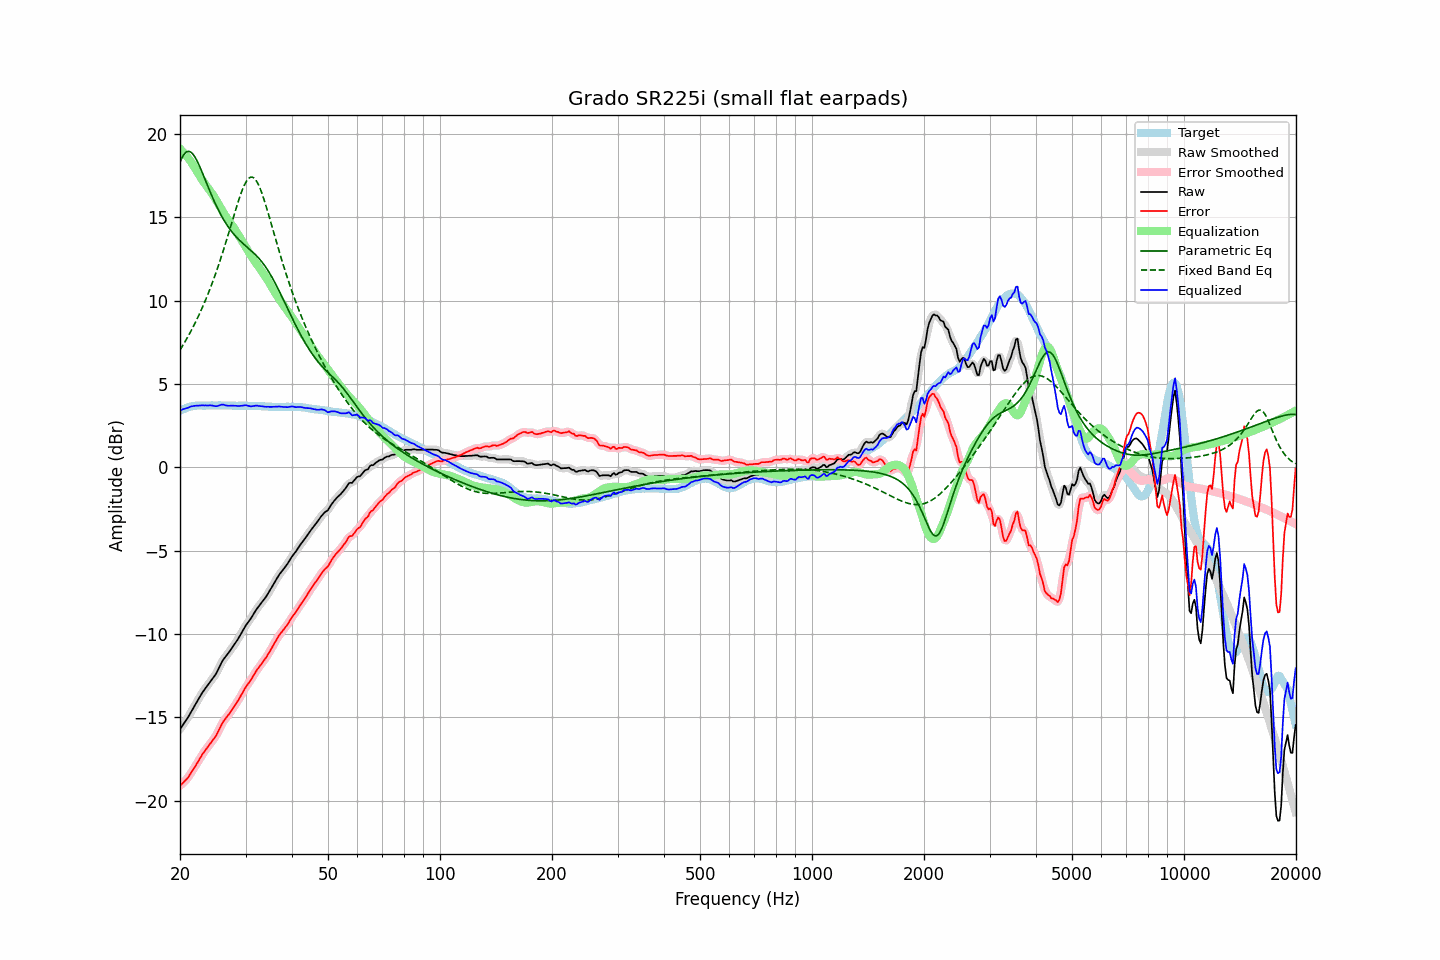 Grado SR225i (small flat earpads)
Amplitude (dBr)
20
15
10
5
0
−5
−10
−15
−20
Target
Raw Smoothed
Error Smoothed
Raw
Error
Equalization
Parametric Eq
Fixed Band Eq
Equalized
20 50 100 200 500 1000 2000 5000 10000 20000
Frequency (Hz)